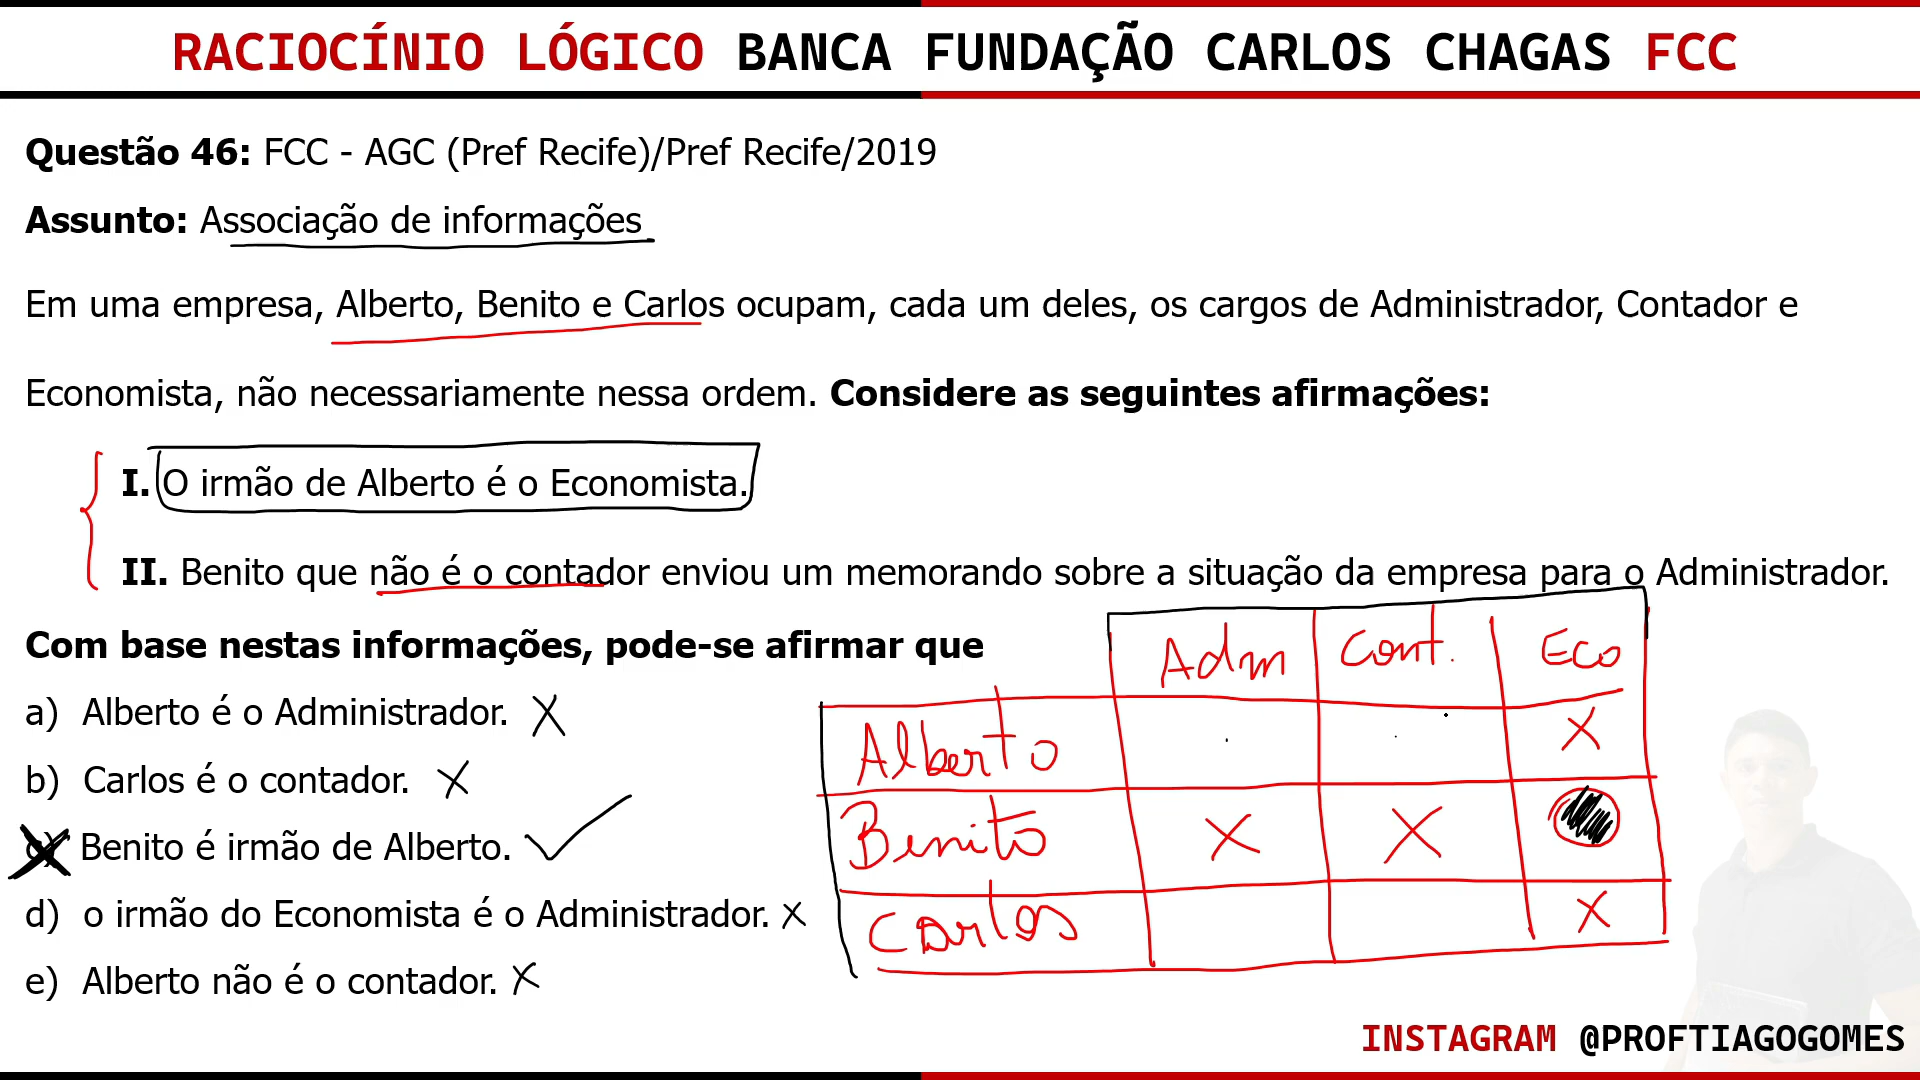 RACIOCÍNIO LÓGICO BANCA FUNDAÇÃO CARLOS CHAGAS FCC
Questão 46: FCC - AGC (Pref Recife)/Pref Recife/2019
Assunto: Associação de informações
Em uma empresa, Alberto, Benito e Carlos ocupam, cada um deles, os cargos de Administrador, Contador e
Economista, não necessariamente nessa ordem. Considere as seguintes afirmações:
I. O irmão de Alberto é o Economista.
II. Benito que não é o contador enviou um memorando sobre a situação da empresa para o Administrador.
Com base nestas informações, pode-se afirmar que
a) Alberto é o Administrador. X
b) Carlos é o contador. X
c) Benito é irmão de Alberto.
d) o irmão do Economista é o Administrador. X
e) Alberto não é o contador. X
Adm Cont. Eco
Alberto X
Benito X X
Carlos X
INSTAGRAM @PROFTIAGOGOMES